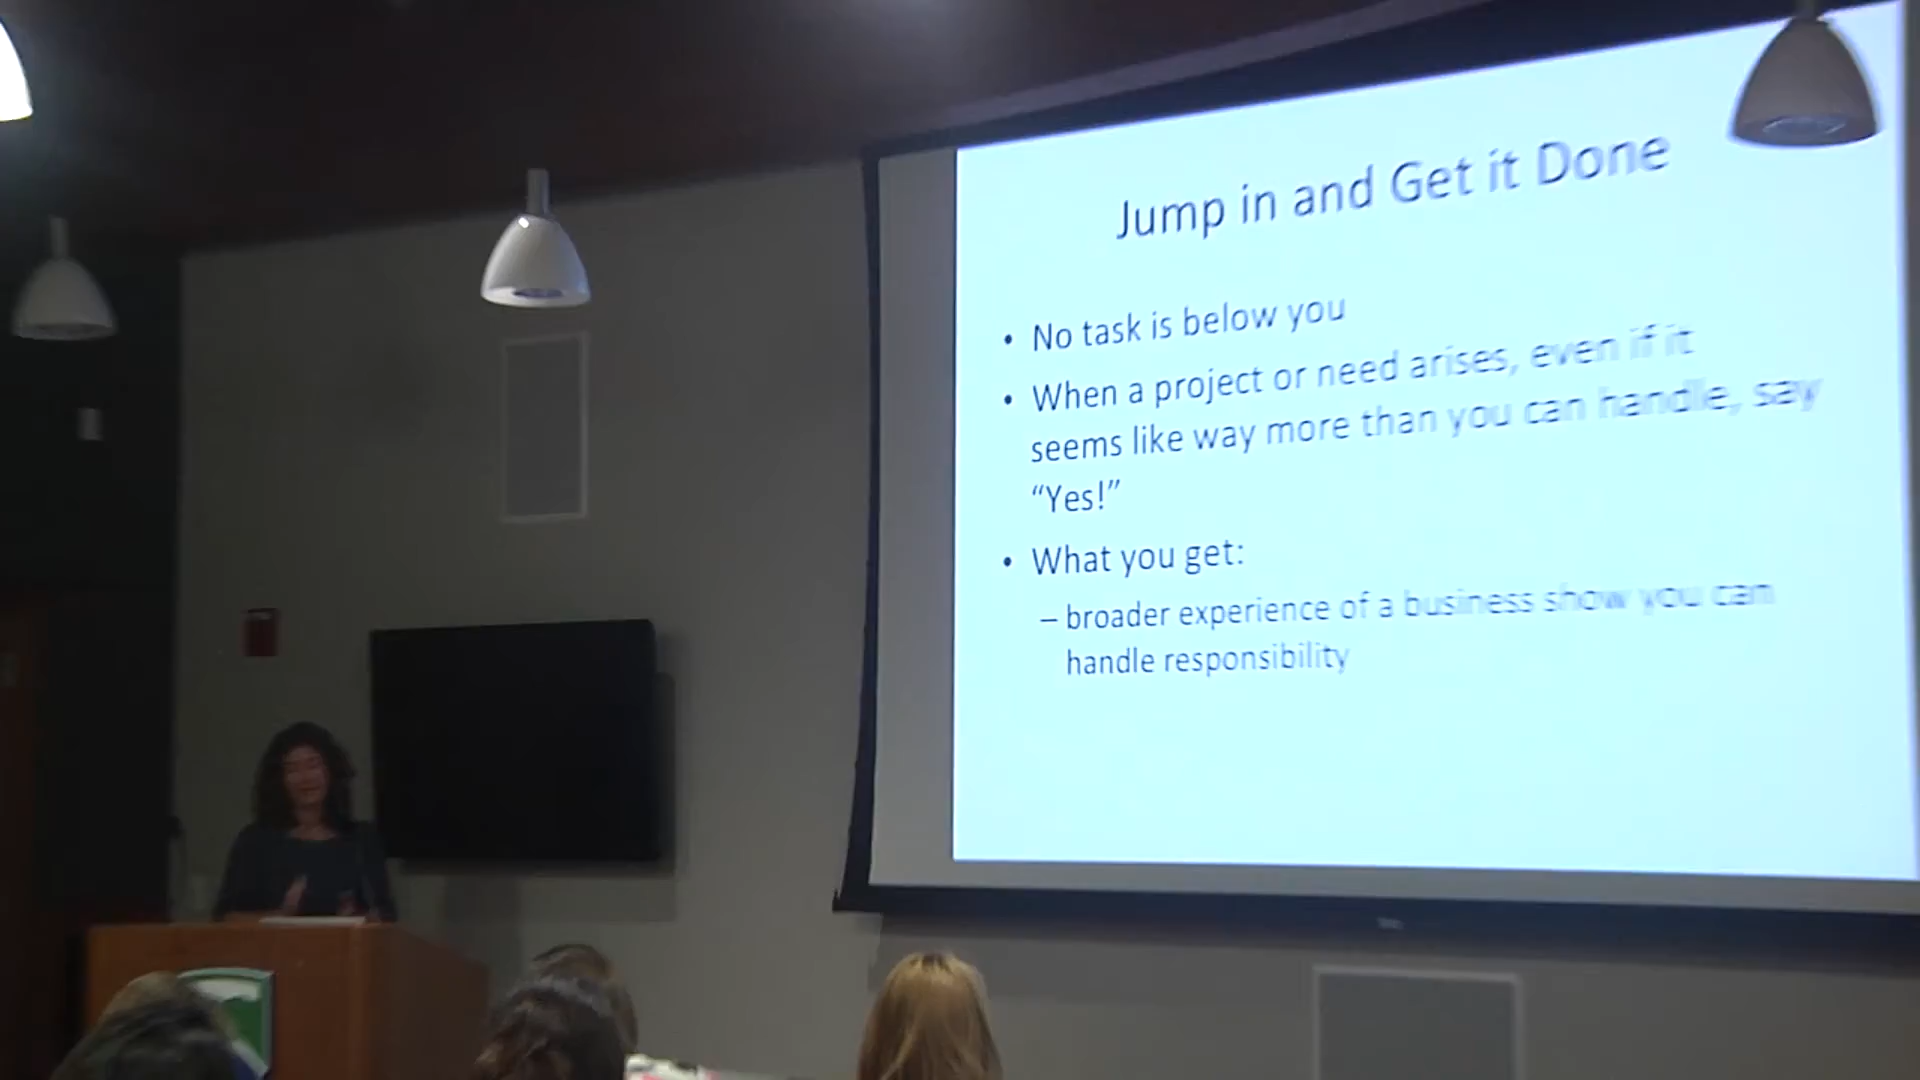 Jump in and Get it Done
• No task is below you
• When a project or need arises, even if it
seems like way more than you can handle, say
“Yes!”
• What you get:
– broader experience of a business show you can
handle responsibility